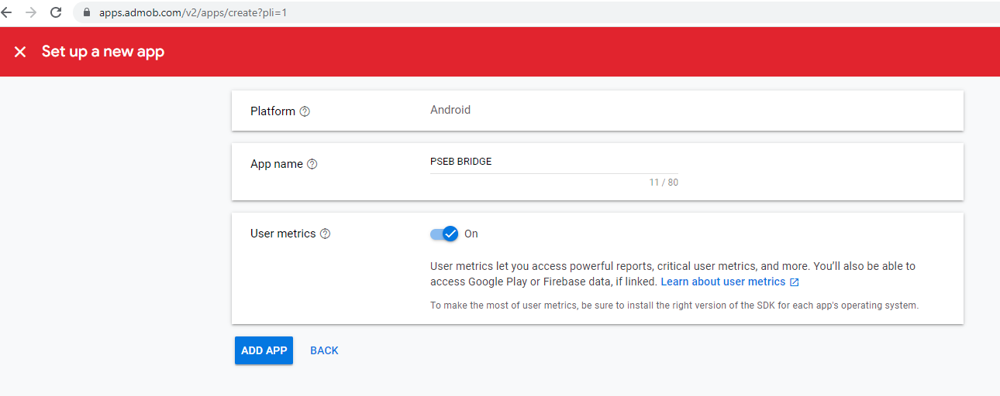 apps.admob.com/v2/apps/create?pli=1
Set up a new app
Platform
Android
App name
PSEB BRIDGE
11 / 80
User metrics
On
User metrics let you access powerful reports, critical user metrics, and more. You’ll also be able to
access Google Play or Firebase data, if linked. Learn about user metrics
To make the most of user metrics, be sure to install the right version of the SDK for each app's operating system.
ADD APP BACK